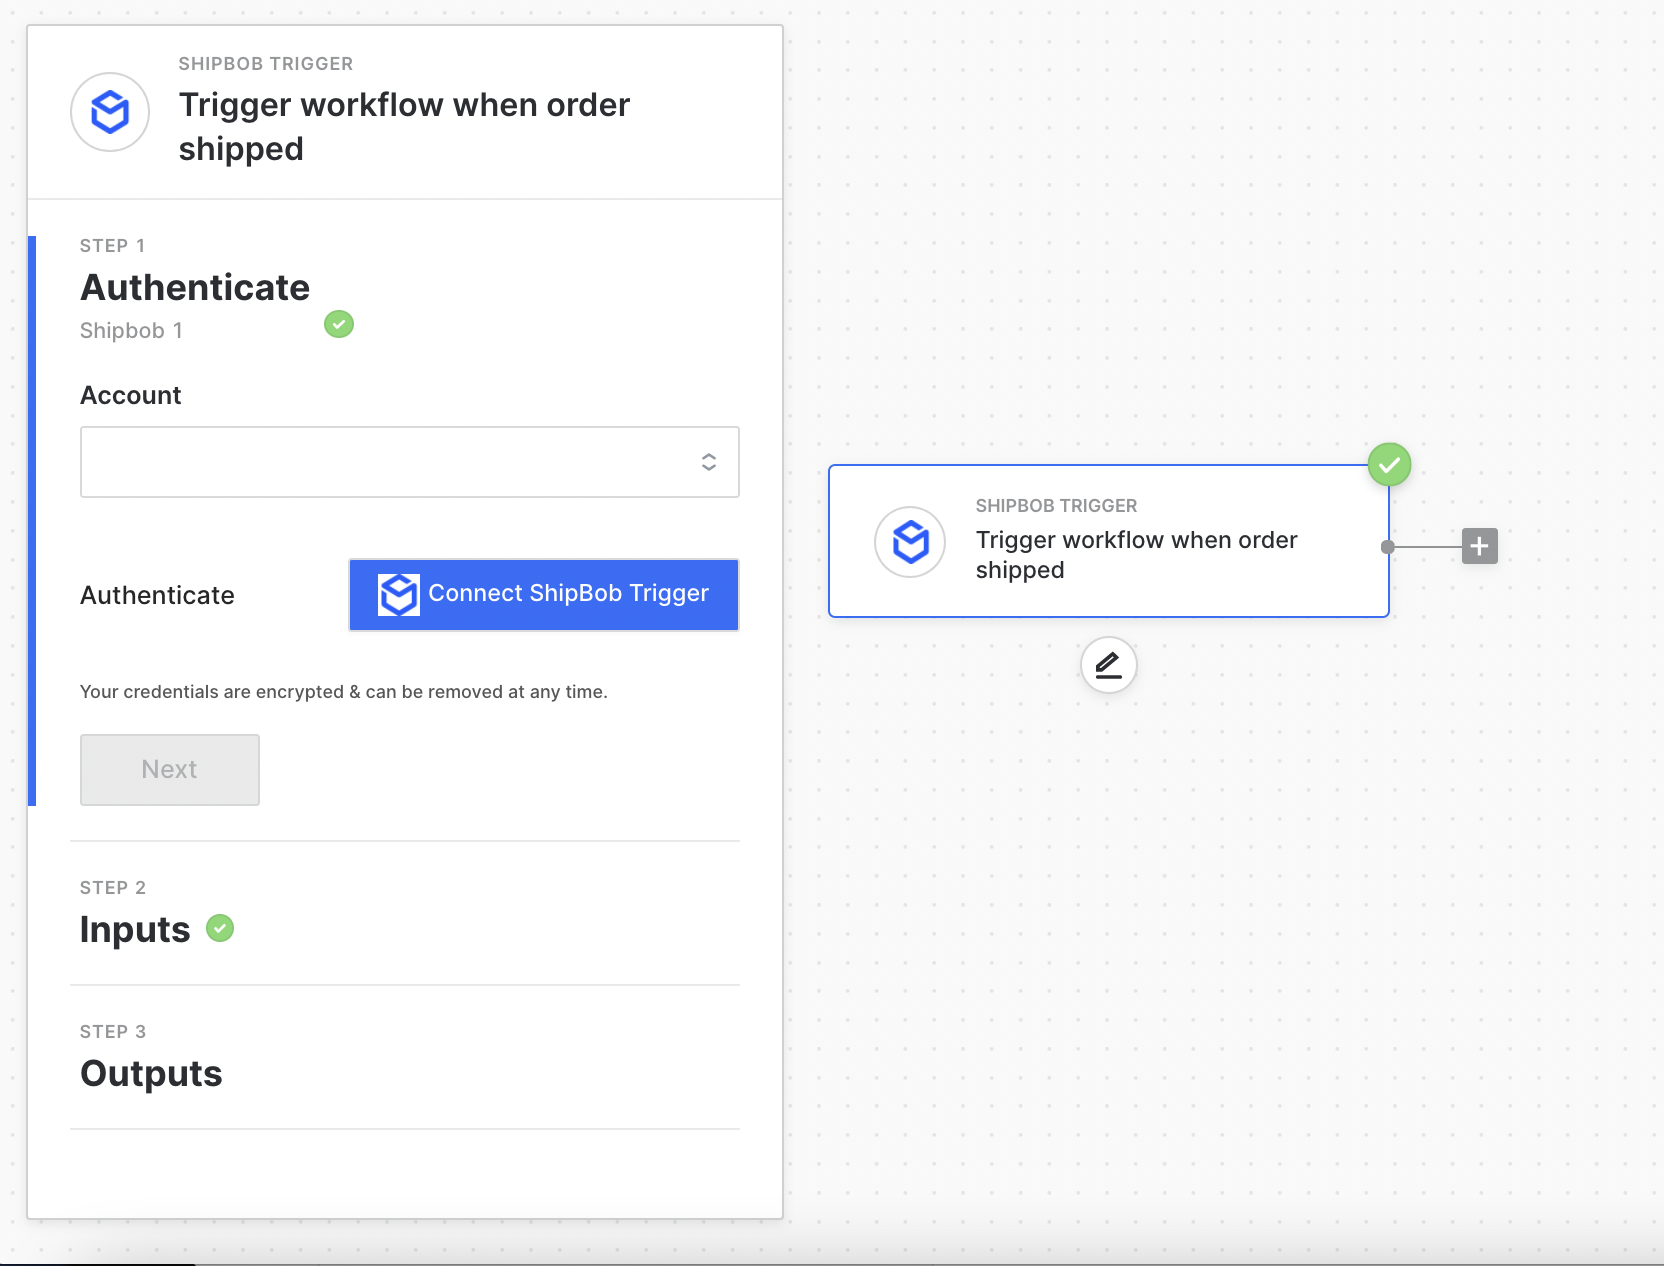 SHIPBOB TRIGGER
Trigger workflow when order
shipped
STEP 1
Authenticate
Shipbob 1
Account
Authenticate
Connect ShipBob Trigger
Your credentials are encrypted & can be removed at any time.
Next
STEP 2
Inputs
STEP 3
Outputs
SHIPBOB TRIGGER
Trigger workflow when order
shipped